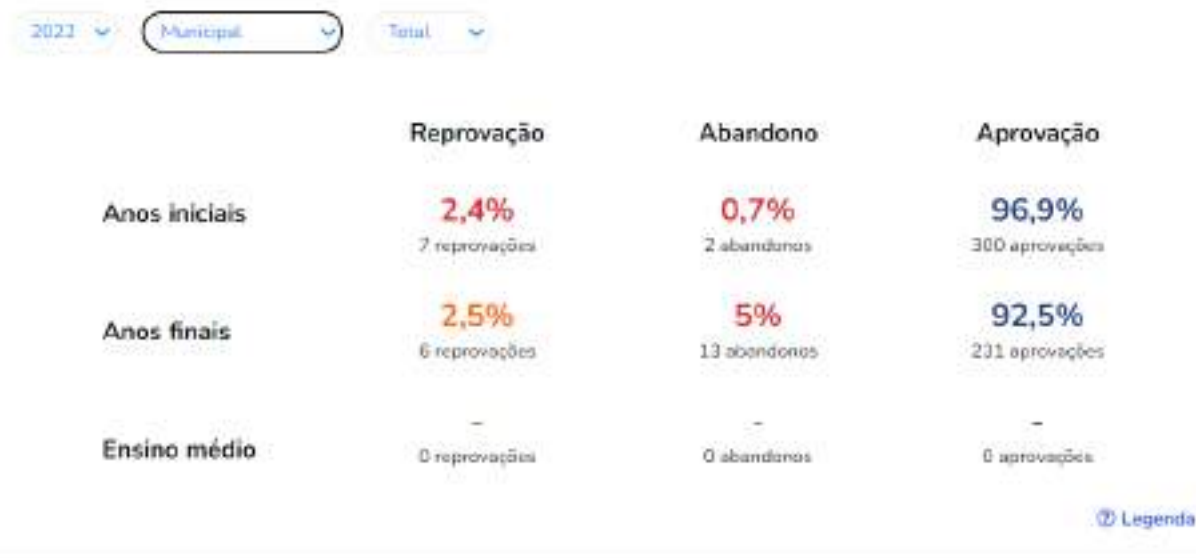 2022 Municipal Total
Reprovação Abandono Aprovação
Anos iniciais 2,4% 0,7% 96,9%
7 reprovações 2 abandonos 300 aprovações
Anos finais 2,5% 5% 92,5%
6 reprovações 13 abandonos 231 aprovações
Ensino médio - - -
0 reprovações 0 abandonos 0 aprovações
? Legenda